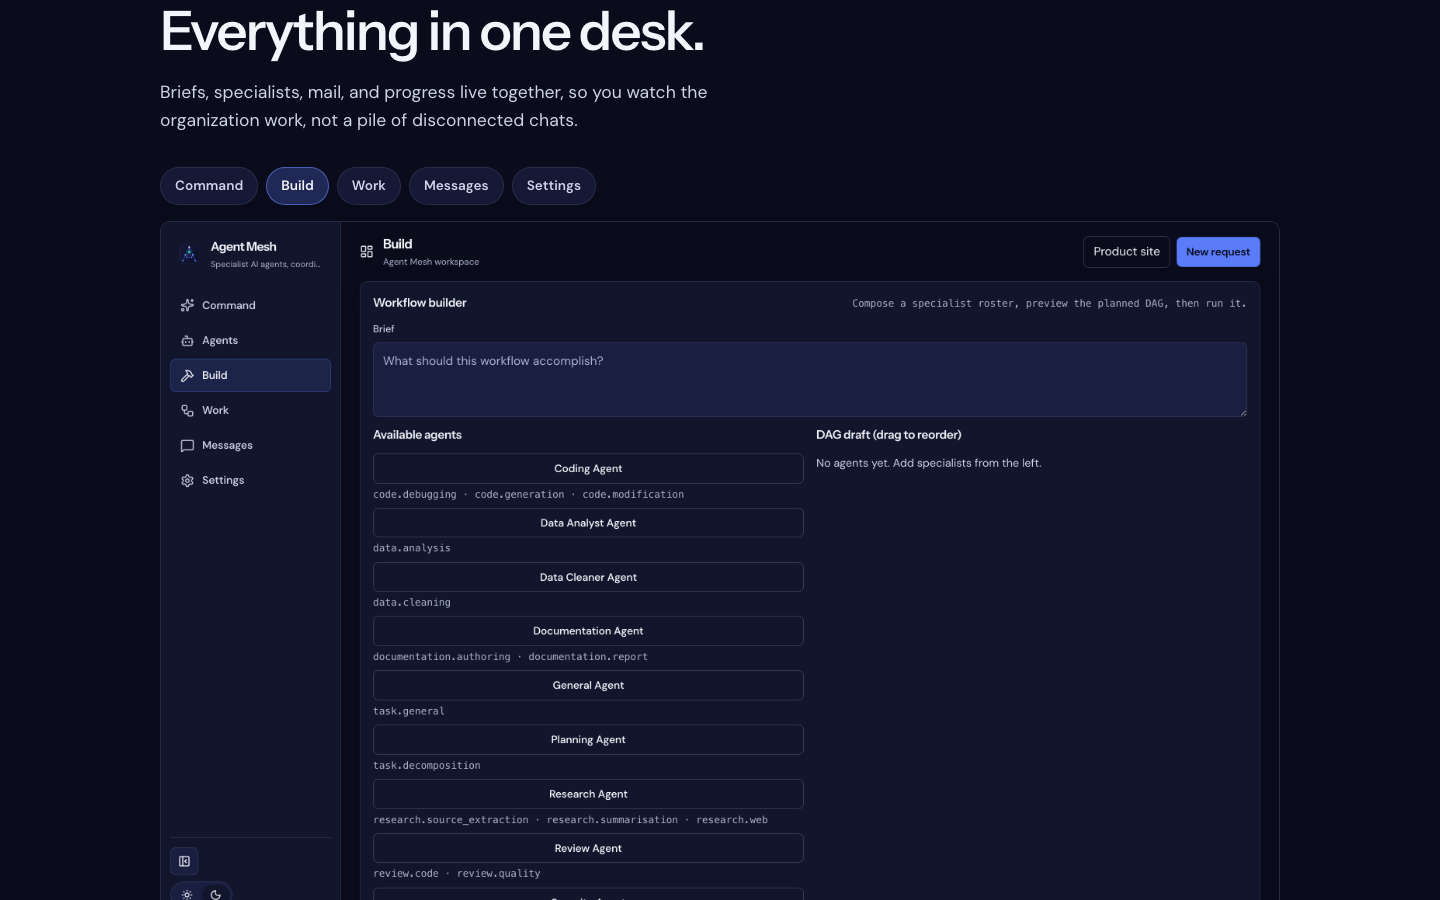 Everything in one desk.
Briefs, specialists, mail, and progress live together, so you watch the
organization work, not a pile of disconnected chats.
Command
Build
Work
Messages
Settings
Agent Mesh
Specialist AI agents, coordi...
Command
Agents
Build
Work
Messages
Settings
Build
Agent Mesh workspace
Product site
New request
Workflow builder
Compose a specialist roster, preview the planned DAG, then run it.
Brief
What should this workflow accomplish?
Available agents
Coding Agent
code.debugging · code.generation · code.modification
Data Analyst Agent
data.analysis
Data Cleaner Agent
data.cleaning
Documentation Agent
documentation.authoring · documentation.report
General Agent
task.general
Planning Agent
task.decomposition
Research Agent
research.source_extraction · research.summarisation · research.web
Review Agent
review.code · review.quality
DAG draft (drag to reorder)
No agents yet. Add specialists from the left.